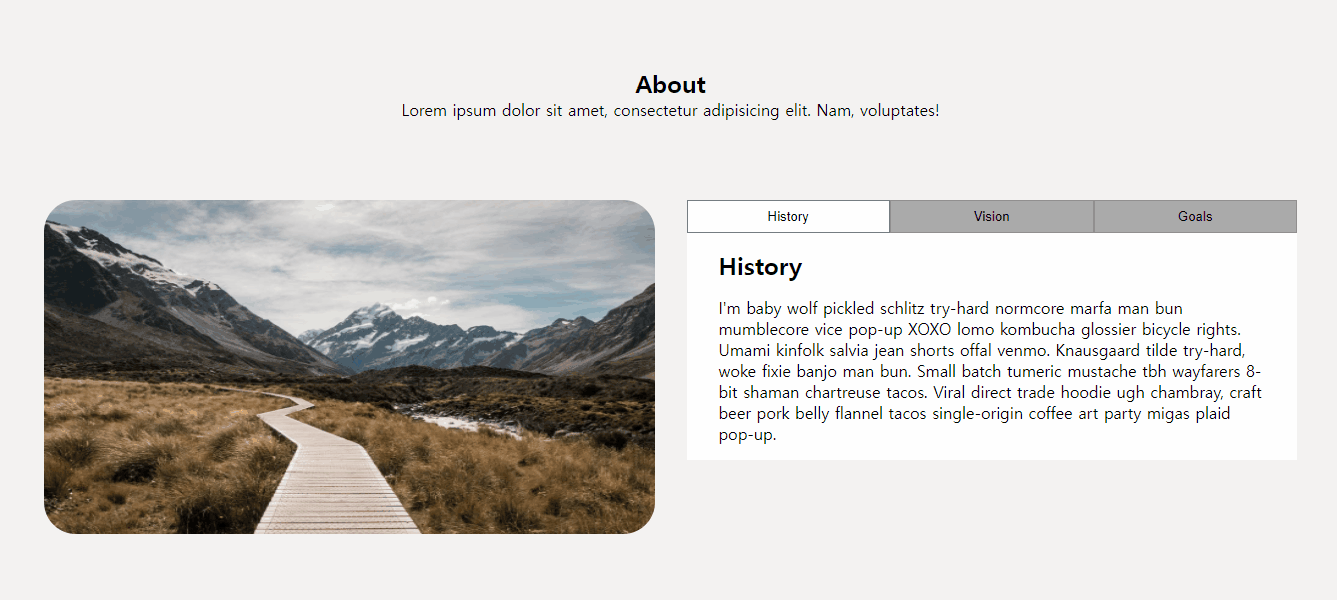 About
Lorem ipsum dolor sit amet, consectetur adipisicing elit. Nam, voluptates!
History
Vision
Goals
History
I'm baby wolf pickled schlitz try-hard normcore marfa man bun
mumblecore vice pop-up XOXO lomo kombucha glossier bicycle rights.
Umami kinfolk salvia jean shorts offal venmo. Knausgaard tilde try-hard,
woke fixie banjo man bun. Small batch tumeric mustache tbh wayfarers 8-
bit shaman chartreuse tacos. Viral direct trade hoodie ugh chambray, craft
beer pork belly flannel tacos single-origin coffee art party migas plaid
pop-up.